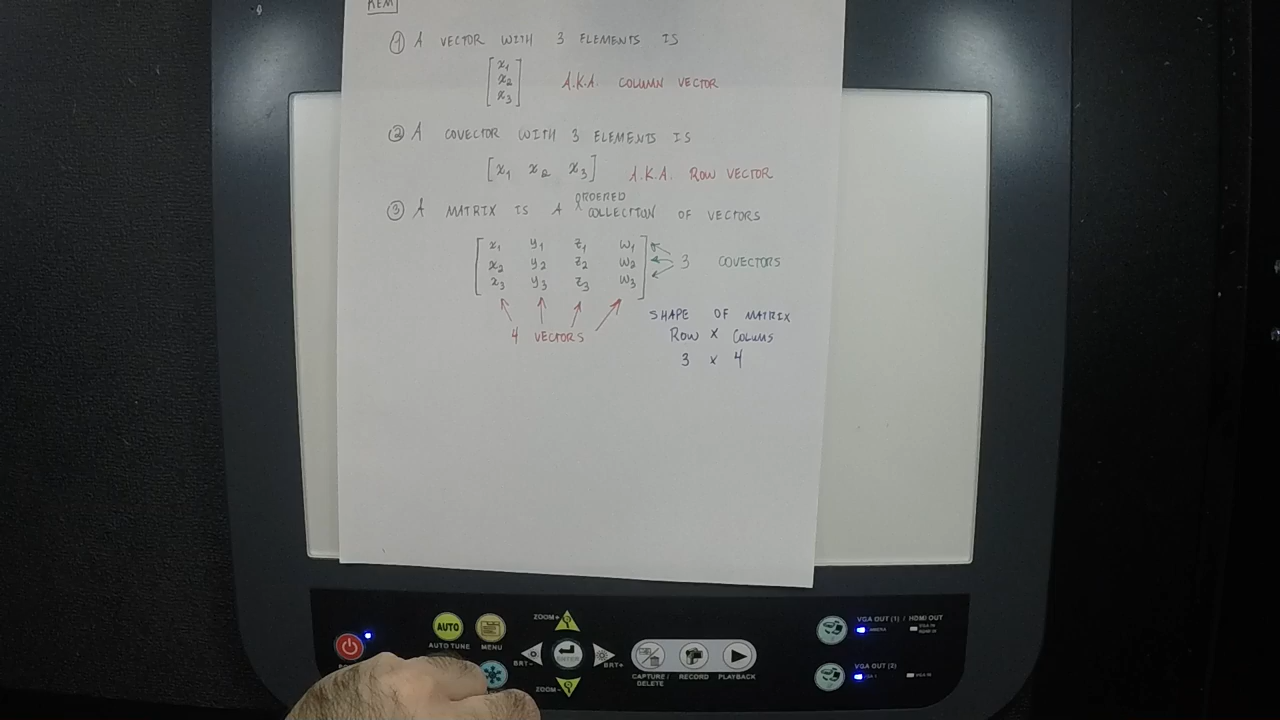 REM
① A VECTOR WITH 3 ELEMENTS IS
[x₁
x₂
x₃]
A.K.A. COLUMN VECTOR
② A COVECTOR WITH 3 ELEMENTS IS
[x₁ x₂ x₃] A.K.A. ROW VECTOR
ORDERED
③ A MATRIX IS A ^ COLLECTION OF VECTORS
[x₁ y₁ z₁ w₁
x₂ y₂ z₂ w₂
x₃ y₃ z₃ w₃]
3 COVECTORS
4 VECTORS
SHAPE OF MATRIX
ROW × COLUMS
3 × 4
AUTO
AUTO TUNE
MENU
ZOOM+
BRT-
ENTER
BRT+
ZOOM-
CAPTURE /
DELETE
RECORD
PLAYBACK
VGA OUT (1) / HDMI OUT
VGA OUT (2)